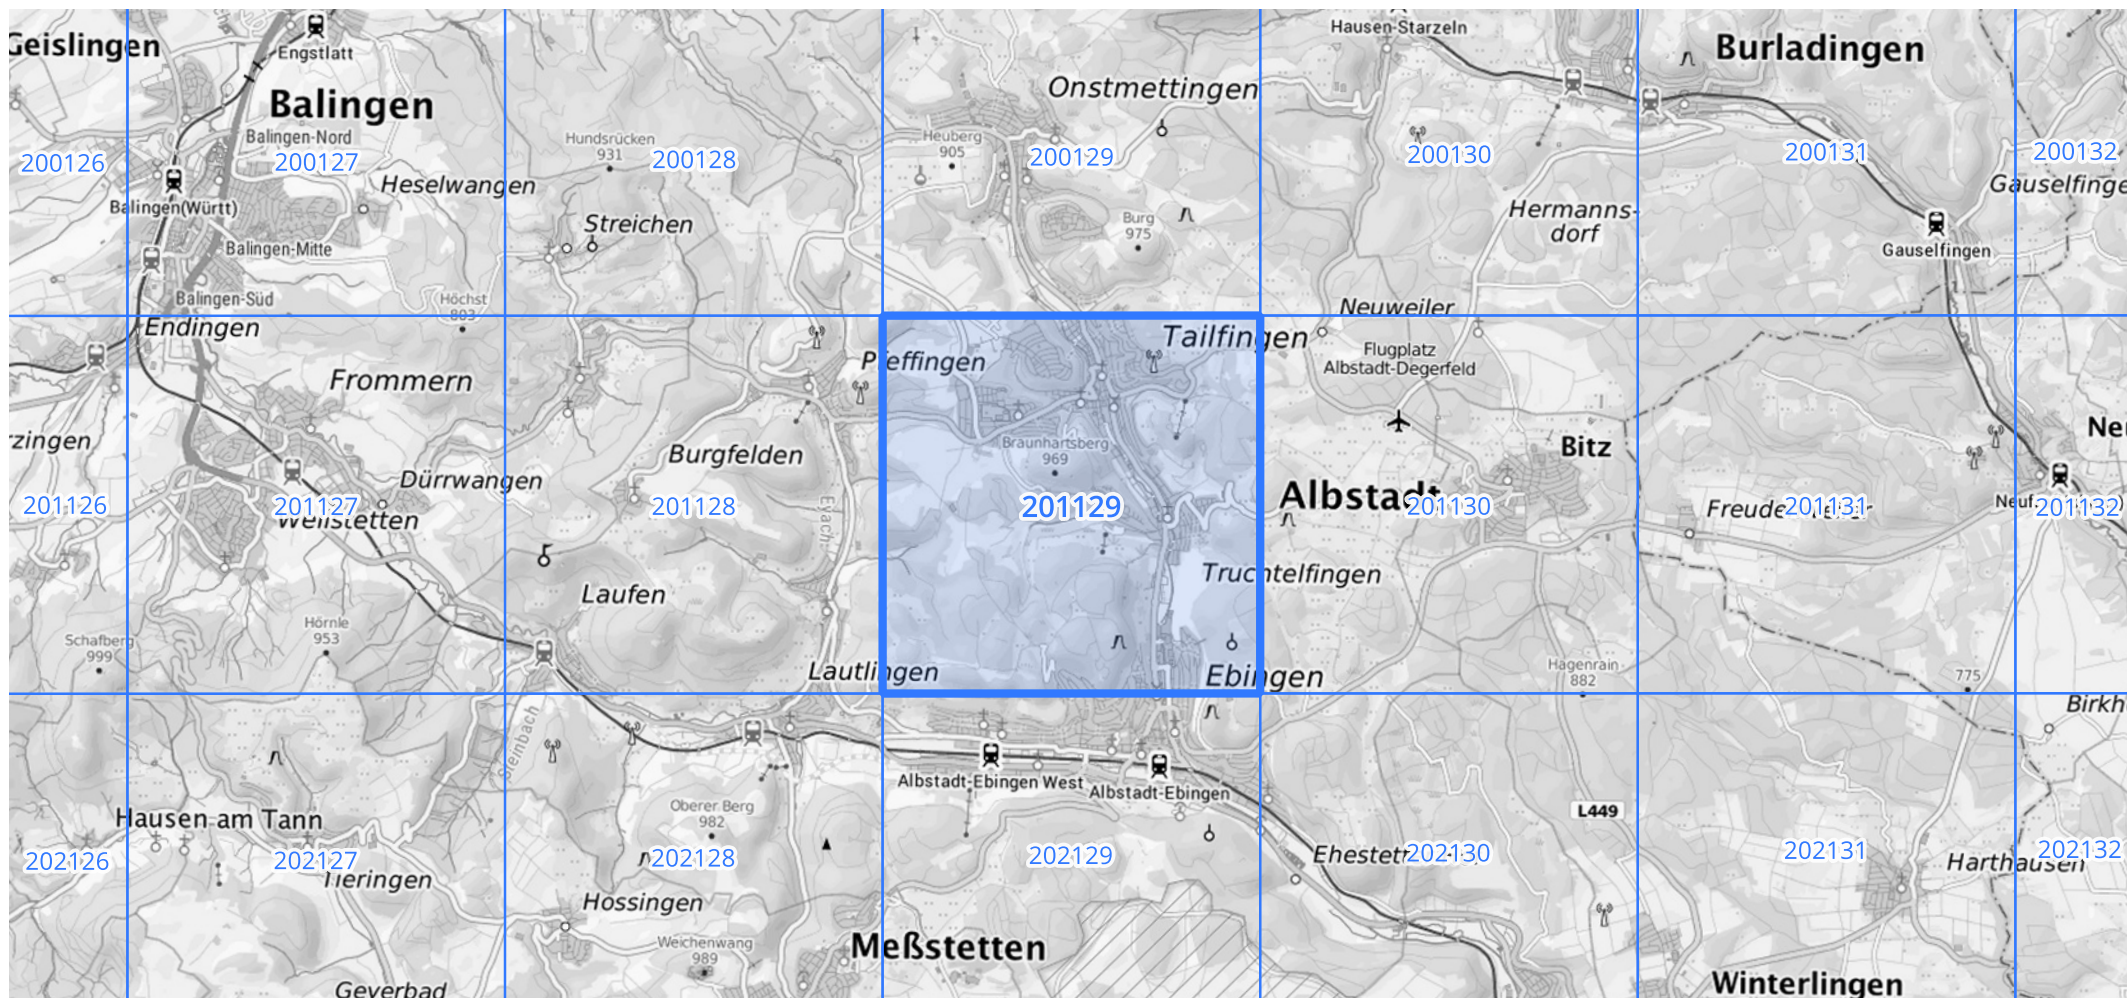 Geislingen
Engstlatt
Hausen-Starzeln
Burladingen
Balingen
Onstmettingen
Balingen-Nord
Hundsrücken
931
Heuberg
905
200126
200127
200128
200129
200130
200131
200132
Heselwangen
Gauselfinge
Balingen(Württ)
Streichen
Burg
975
Hermanns-
dorf
Balingen-Mitte
Gauselfingen
Balingen-Süd
Höchst
803
Neuweiler
Endingen
Tailfingen
Flugplatz
Albstadt-Degerfeld
Pfeffingen
Frommern
rzingen
Braunhartsberg
969
Burgfelden
Bitz
Neu
Dürrwangen
Albstadt
201126
201127
201128
201129
201130
201131
201132
Eyach
Laufen
Truchtelfingen
Hörnle
953
Schafberg
999
Lautlingen
Ebingen
Hagenrain
882
775
Birkh
Steinbach
Albstadt-Ebingen West
Albstadt-Ebingen
Oberer Berg
982
L449
Hausen am Tann
202126
202127
202128
202129
202130
202131
202132
Harthausen
Tieringen
Hossingen
Weichenwang
989
Meßstetten
Winterlingen
Geyerbad